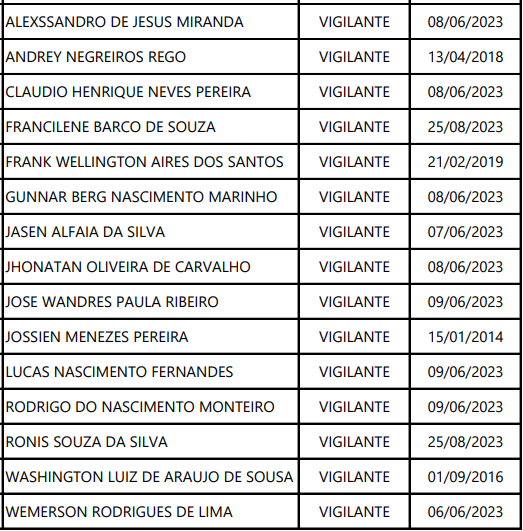 ALEXSSANDRO DE JESUS MIRANDA VIGILANTE 08/06/2023
ANDREY NEGREIROS REGO VIGILANTE 13/04/2018
CLAUDIO HENRIQUE NEVES PEREIRA VIGILANTE 08/06/2023
FRANCILENE BARCO DE SOUZA VIGILANTE 25/08/2023
FRANK WELLINGTON AIRES DOS SANTOS VIGILANTE 21/02/2019
GUNNAR BERG NASCIMENTO MARINHO VIGILANTE 08/06/2023
JASEN ALFAIA DA SILVA VIGILANTE 07/06/2023
JHONATAN OLIVEIRA DE CARVALHO VIGILANTE 08/06/2023
JOSE WANDRES PAULA RIBEIRO VIGILANTE 09/06/2023
JOSSIEN MENEZES PEREIRA VIGILANTE 15/01/2014
LUCAS NASCIMENTO FERNANDES VIGILANTE 09/06/2023
RODRIGO DO NASCIMENTO MONTEIRO VIGILANTE 09/06/2023
RONIS SOUZA DA SILVA VIGILANTE 25/08/2023
WASHINGTON LUIZ DE ARAUJO DE SOUSA VIGILANTE 01/09/2016
WEMERSON RODRIGUES DE LIMA VIGILANTE 06/06/2023